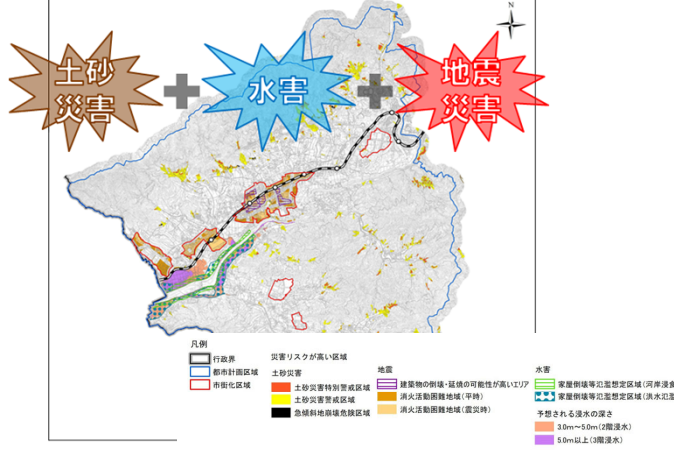 N
土砂
災害
水害
地震
災害
凡例
行政界
都市計画区域
市街化区域
災害リスクが高い区域
土砂災害
土砂災害特別警戒区域
土砂災害警戒区域
急傾斜地崩壊危険区域
地震
建築物の倒壊・延焼の可能性が高いエリア
消火活動困難地域(平時)
消火活動困難地域(震災時)
水害
家屋倒壊等氾濫想定区域(河岸浸食
家屋倒壊等氾濫想定区域(洪水氾濫
予想される浸水の深さ
3.0m～5.0m(2階浸水)
5.0m以上(3階浸水)